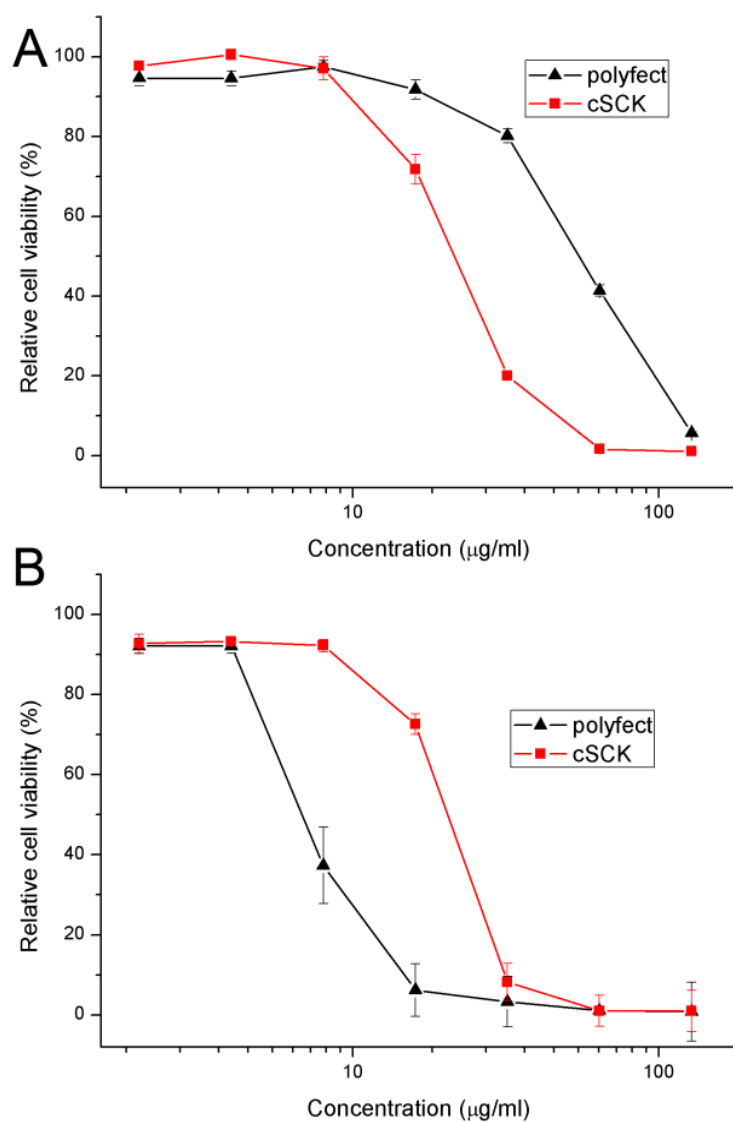 A
100
80
60
40
20
0
Relative cell viability (%)
polyfect
cSCK
10
100
Concentration (μg/ml)
B
100
80
60
40
20
0
Relative cell viability (%)
polyfect
cSCK
10
100
Concentration (μg/ml)